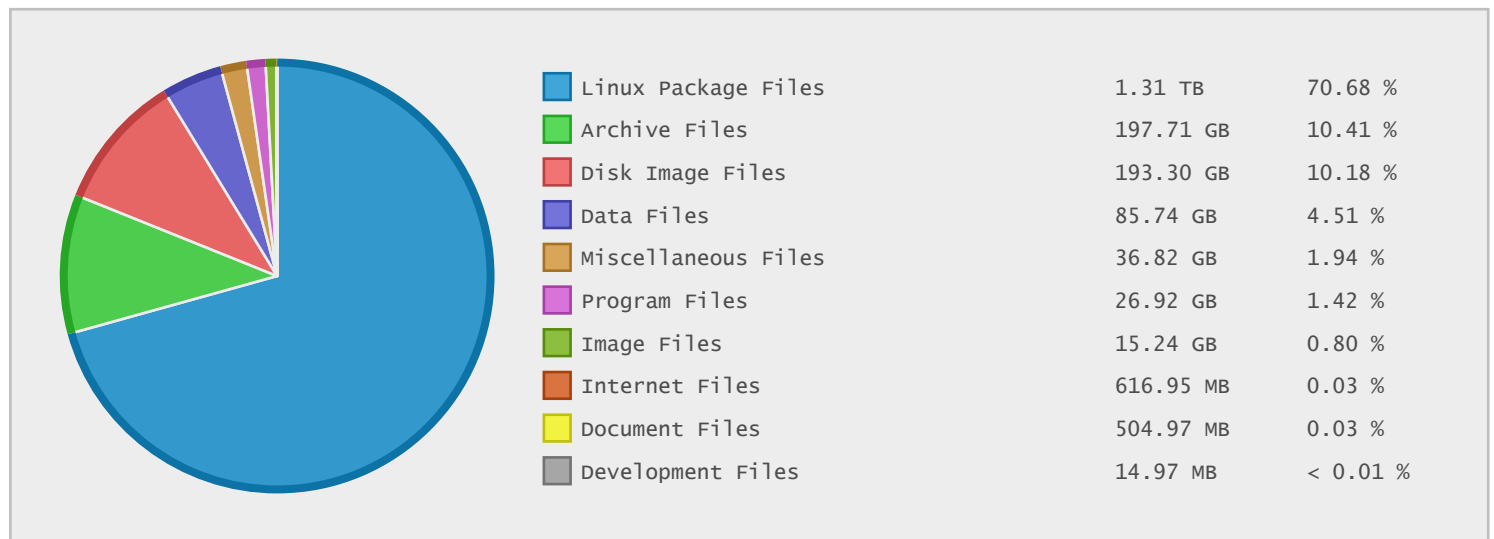 Linux Package Files 1.31 TB 70.68 %
Archive Files 197.71 GB 10.41 %
Disk Image Files 193.30 GB 10.18 %
Data Files 85.74 GB 4.51 %
Miscellaneous Files 36.82 GB 1.94 %
Program Files 26.92 GB 1.42 %
Image Files 15.24 GB 0.80 %
Internet Files 616.95 MB 0.03 %
Document Files 504.97 MB 0.03 %
Development Files 14.97 MB < 0.01 %